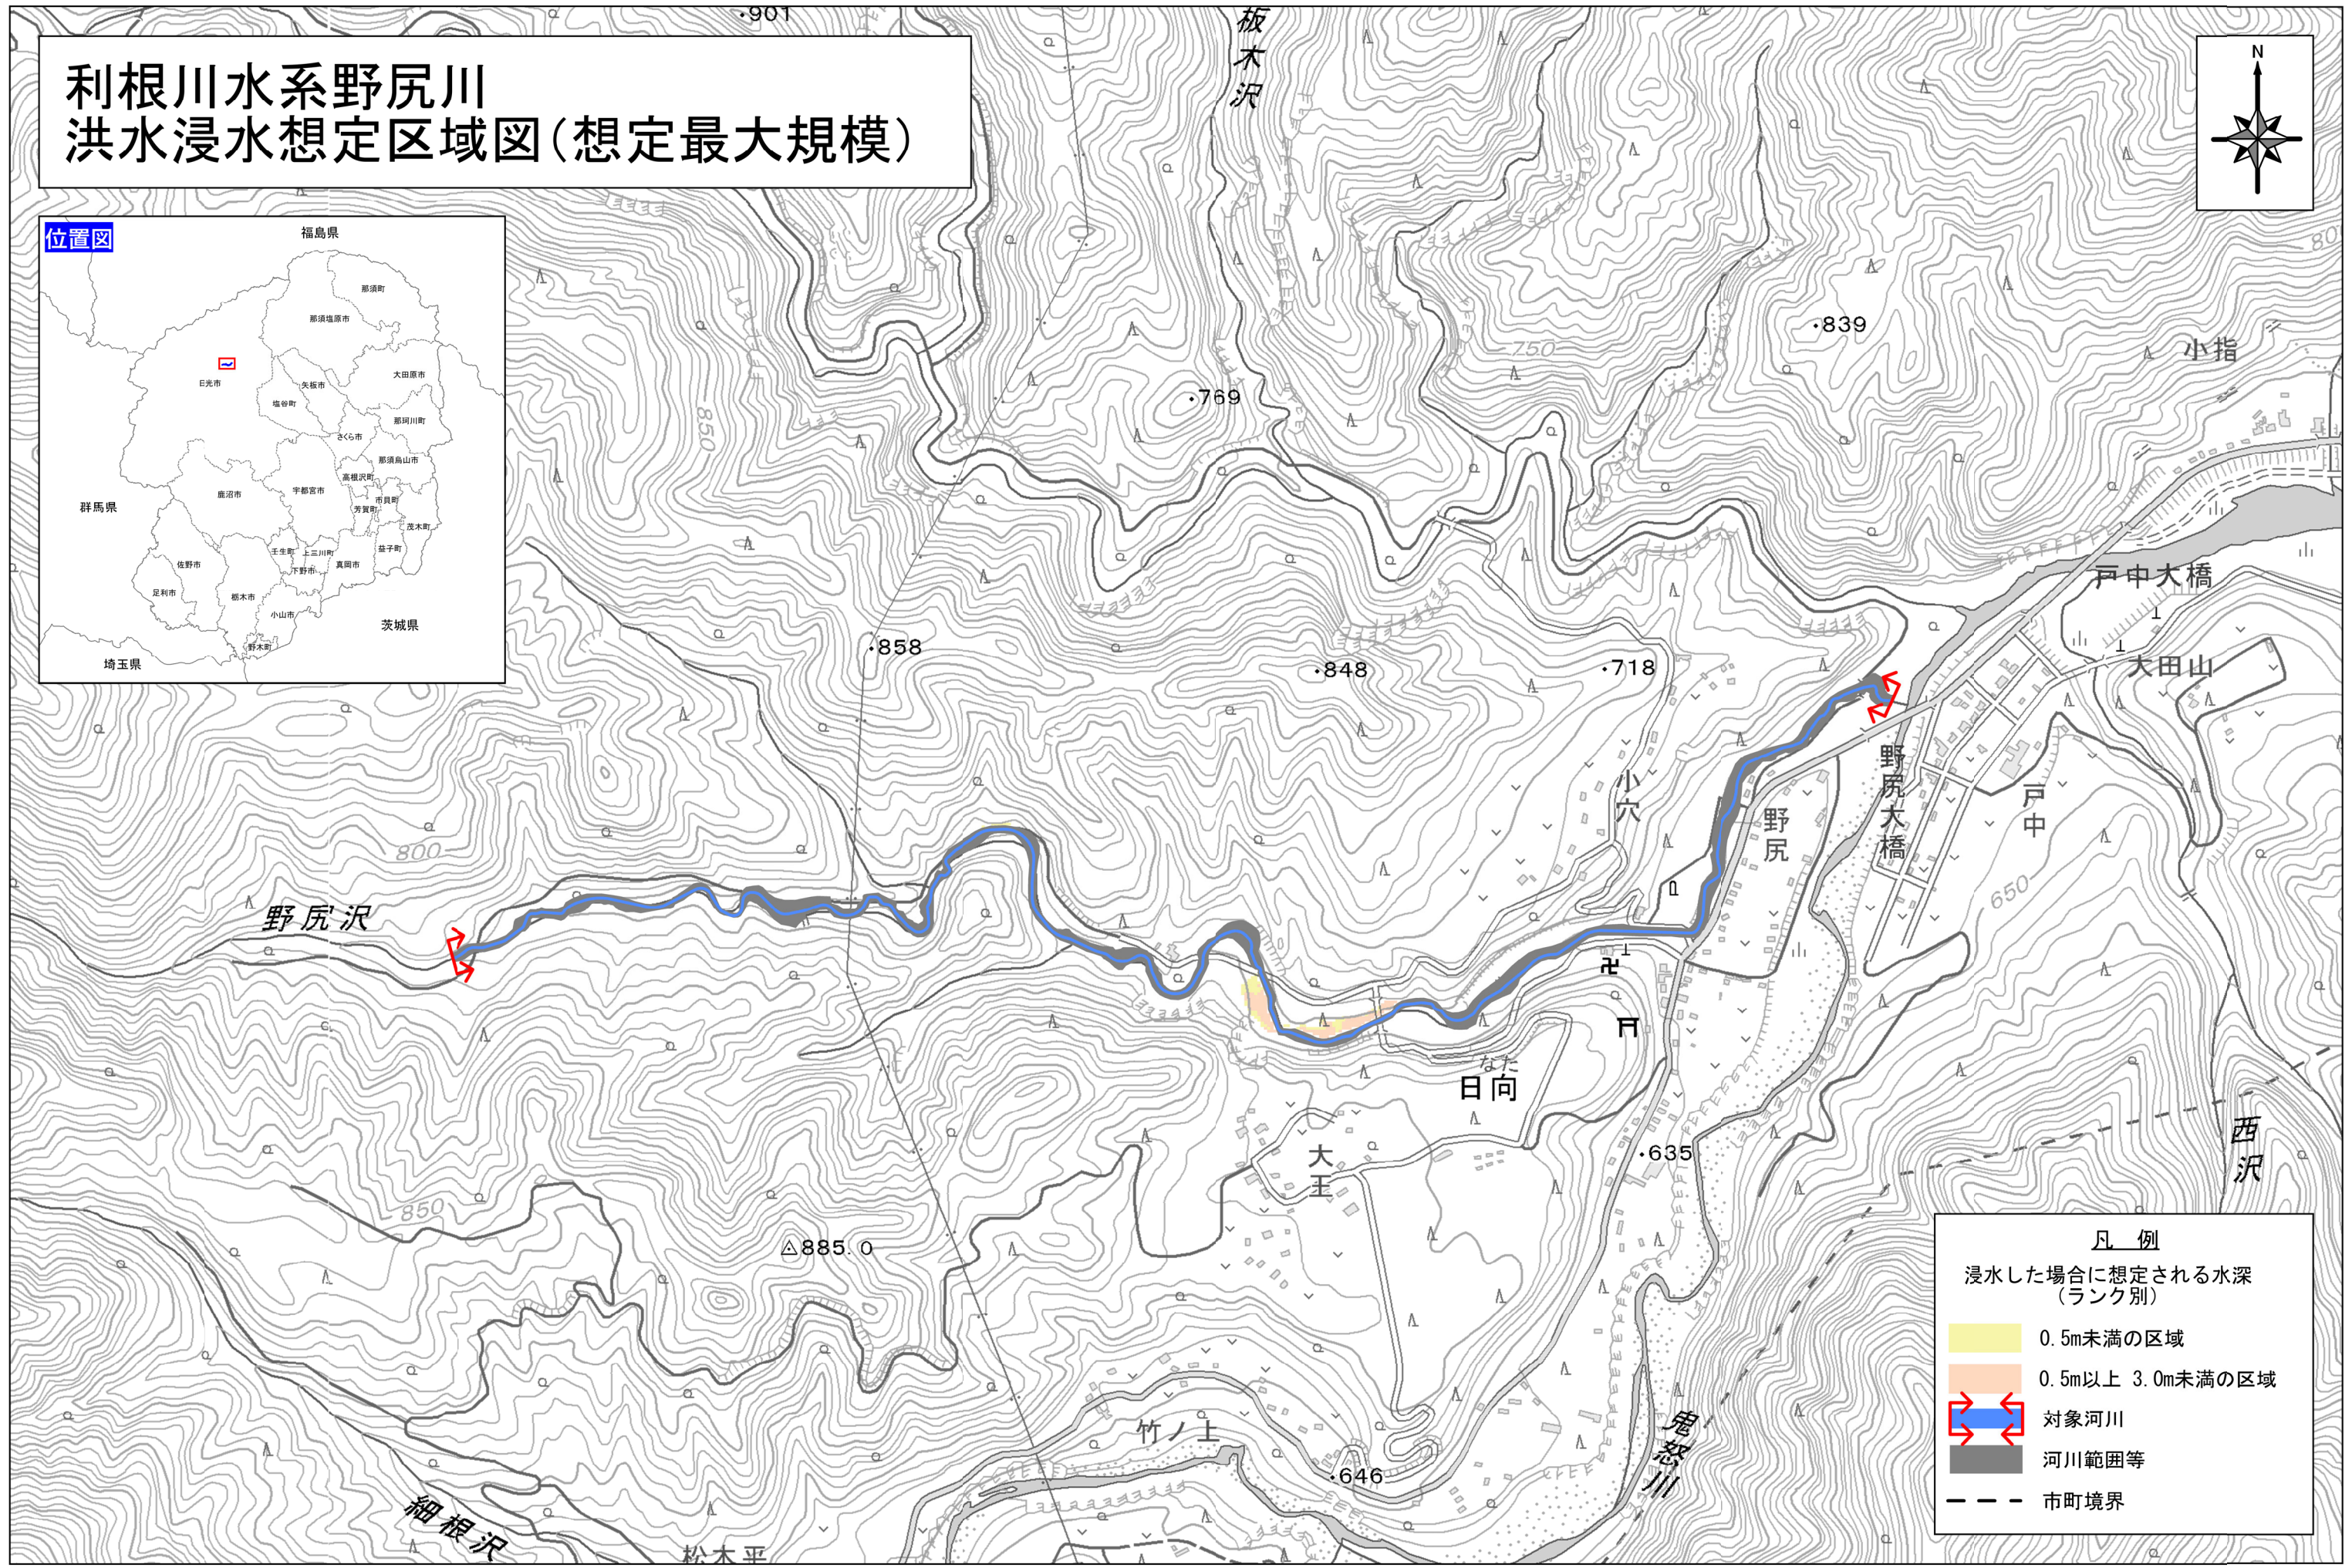 利根川水系野尻川
洪水浸水想定区域図(想定最大規模)
N
位置図
福島県
那須町
那須塩原市
日光市
矢板市
大田原市
塩谷町
那珂川町
さくら市
那須烏山市
高根沢町
鹿沼市
宇都宮市
市貝町
群馬県
芳賀町
茂木町
壬生町
上三川町
益子町
佐野市
下野市
真岡市
足利市
栃木市
小山市
茨城県
野木町
埼玉県
901
板木沢
800
839
小指
750
769
850
戸中大橋
858
848
718
大田山
小穴
野尻
野尻大橋
戸中
800
650
野尻沢
なた
日向
大王
635
西沢
850
885.0
竹ノ上
646
鬼怒川
細根沢
松木平
凡 例
浸水した場合に想定される水深
(ランク別)
0.5m未満の区域
0.5m以上 3.0m未満の区域
対象河川
河川範囲等
市町境界